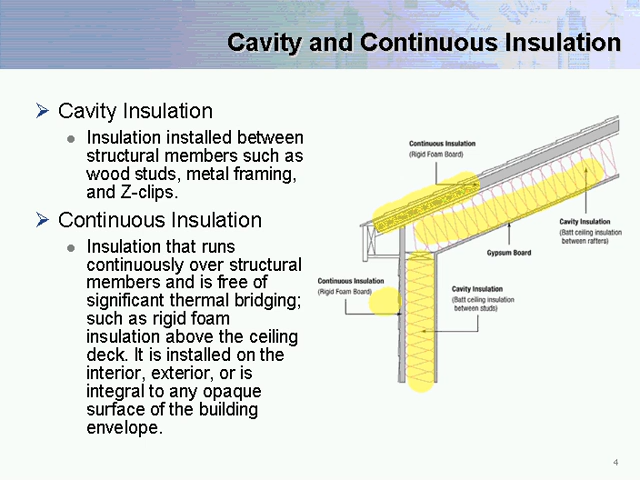 Cavity and Continuous Insulation
Cavity Insulation
Insulation installed between
structural members such as
wood studs, metal framing,
and Z-clips.
Continuous Insulation
Insulation that runs
continuously over structural
members and is free of
significant thermal bridging;
such as rigid foam
insulation above the ceiling
deck. It is installed on the
interior, exterior, or is
integral to any opaque
surface of the building
envelope.
Continuous Insulation
(Rigid Foam Board)
Cavity Insulation
(Batt ceiling insulation
between rafters)
Gypsum Board
Continuous Insulation
(Rigid Foam Board)
Cavity Insulation
(Batt ceiling insulation
between studs)
4